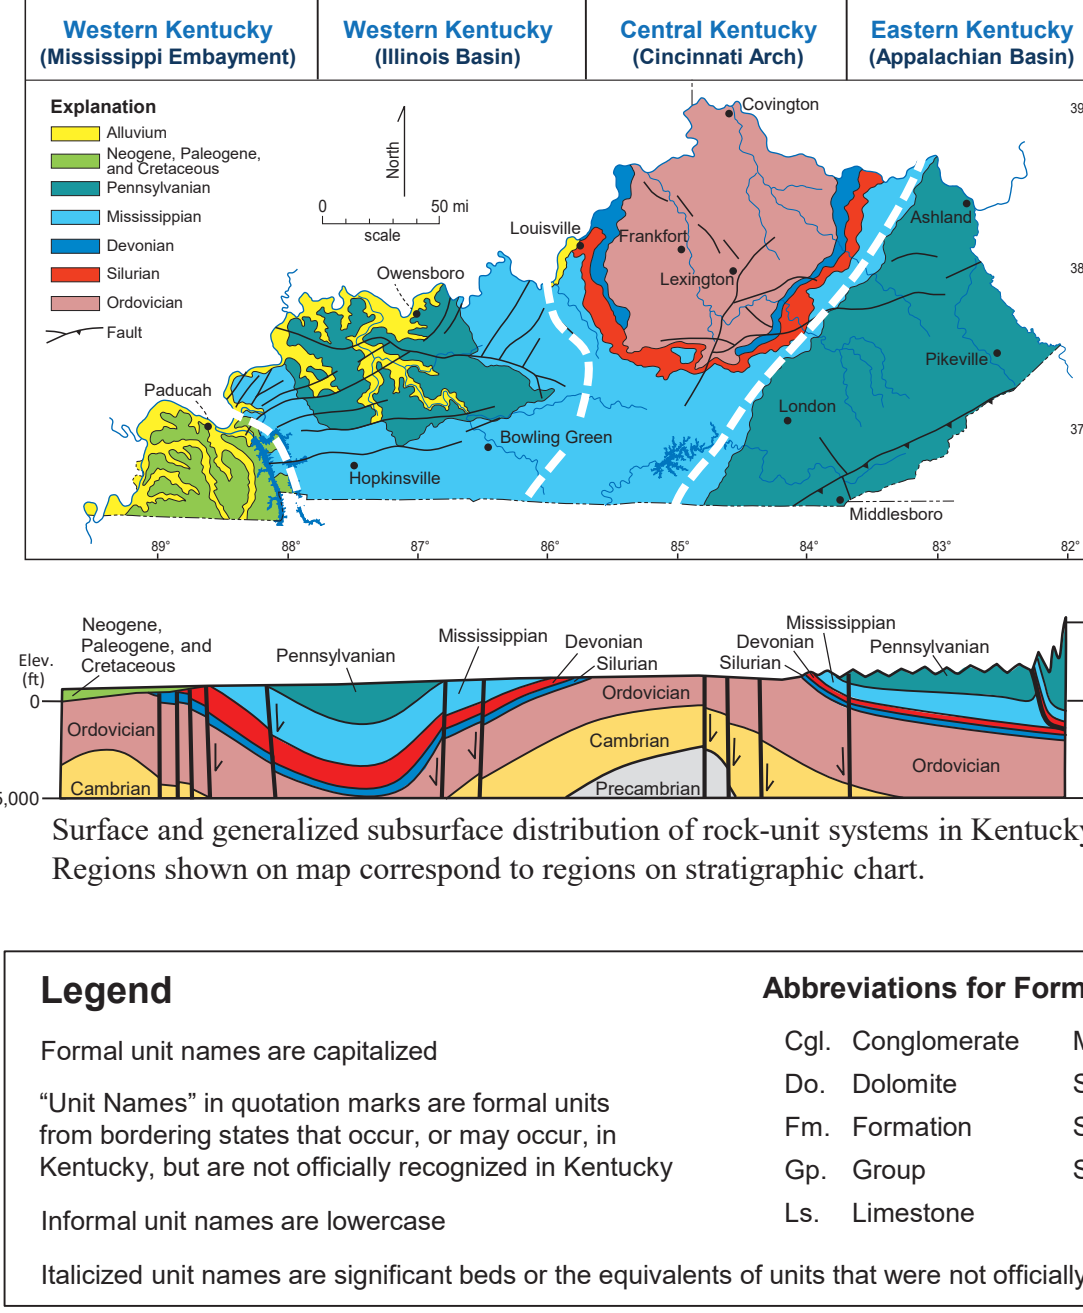 Western Kentucky
(Mississippi Embayment)
Western Kentucky
(Illinois Basin)
Central Kentucky
(Cincinnati Arch)
Eastern Kentucky
(Appalachian Basin)
Explanation
Alluvium
Neogene, Paleogene,
and Cretaceous
Pennsylvanian
Mississippian
Devonian
Silurian
Ordovician
Fault
North
0 50 mi
scale
Covington
39
Louisville
Frankfort
Lexington
Ashland
38
Owensboro
Pikeville
Paducah
London
37
Bowling Green
Hopkinsville
Middlesboro
89° 88° 87° 86° 85° 84° 83° 82°
Neogene,
Paleogene, and
Cretaceous
Pennsylvanian
Mississippian
Devonian
Silurian
Mississippian
Devonian
Silurian
Pennsylvanian
Elev.
(ft)
0
Ordovician
Ordovician
Cambrian
Ordovician
Cambrian
Precambrian
5,000
Surface and generalized subsurface distribution of rock-unit systems in Kentucky
Regions shown on map correspond to regions on stratigraphic chart.
Legend
Formal unit names are capitalized
“Unit Names” in quotation marks are formal units
from bordering states that occur, or may occur, in
Kentucky, but are not officially recognized in Kentucky
Informal unit names are lowercase
Italicized unit names are significant beds or the equivalents of units that were not officially
Abbreviations for Form
Cgl. Conglomerate M
Do. Dolomite S
Fm. Formation S
Gp. Group S
Ls. Limestone